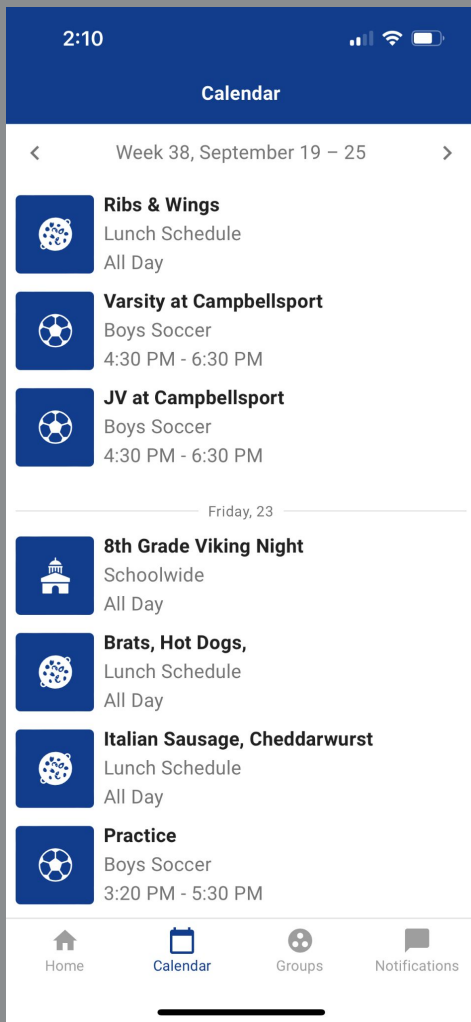 2:10
Calendar
Week 38, September 19 – 25
Ribs & Wings
Lunch Schedule
All Day
Varsity at Campbellsport
Boys Soccer
4:30 PM - 6:30 PM
JV at Campbellsport
Boys Soccer
4:30 PM - 6:30 PM
Friday, 23
8th Grade Viking Night
Schoolwide
All Day
Brats, Hot Dogs,
Lunch Schedule
All Day
Italian Sausage, Cheddarwurst
Lunch Schedule
All Day
Practice
Boys Soccer
3:20 PM - 5:30 PM
Home Calendar Groups Notifications